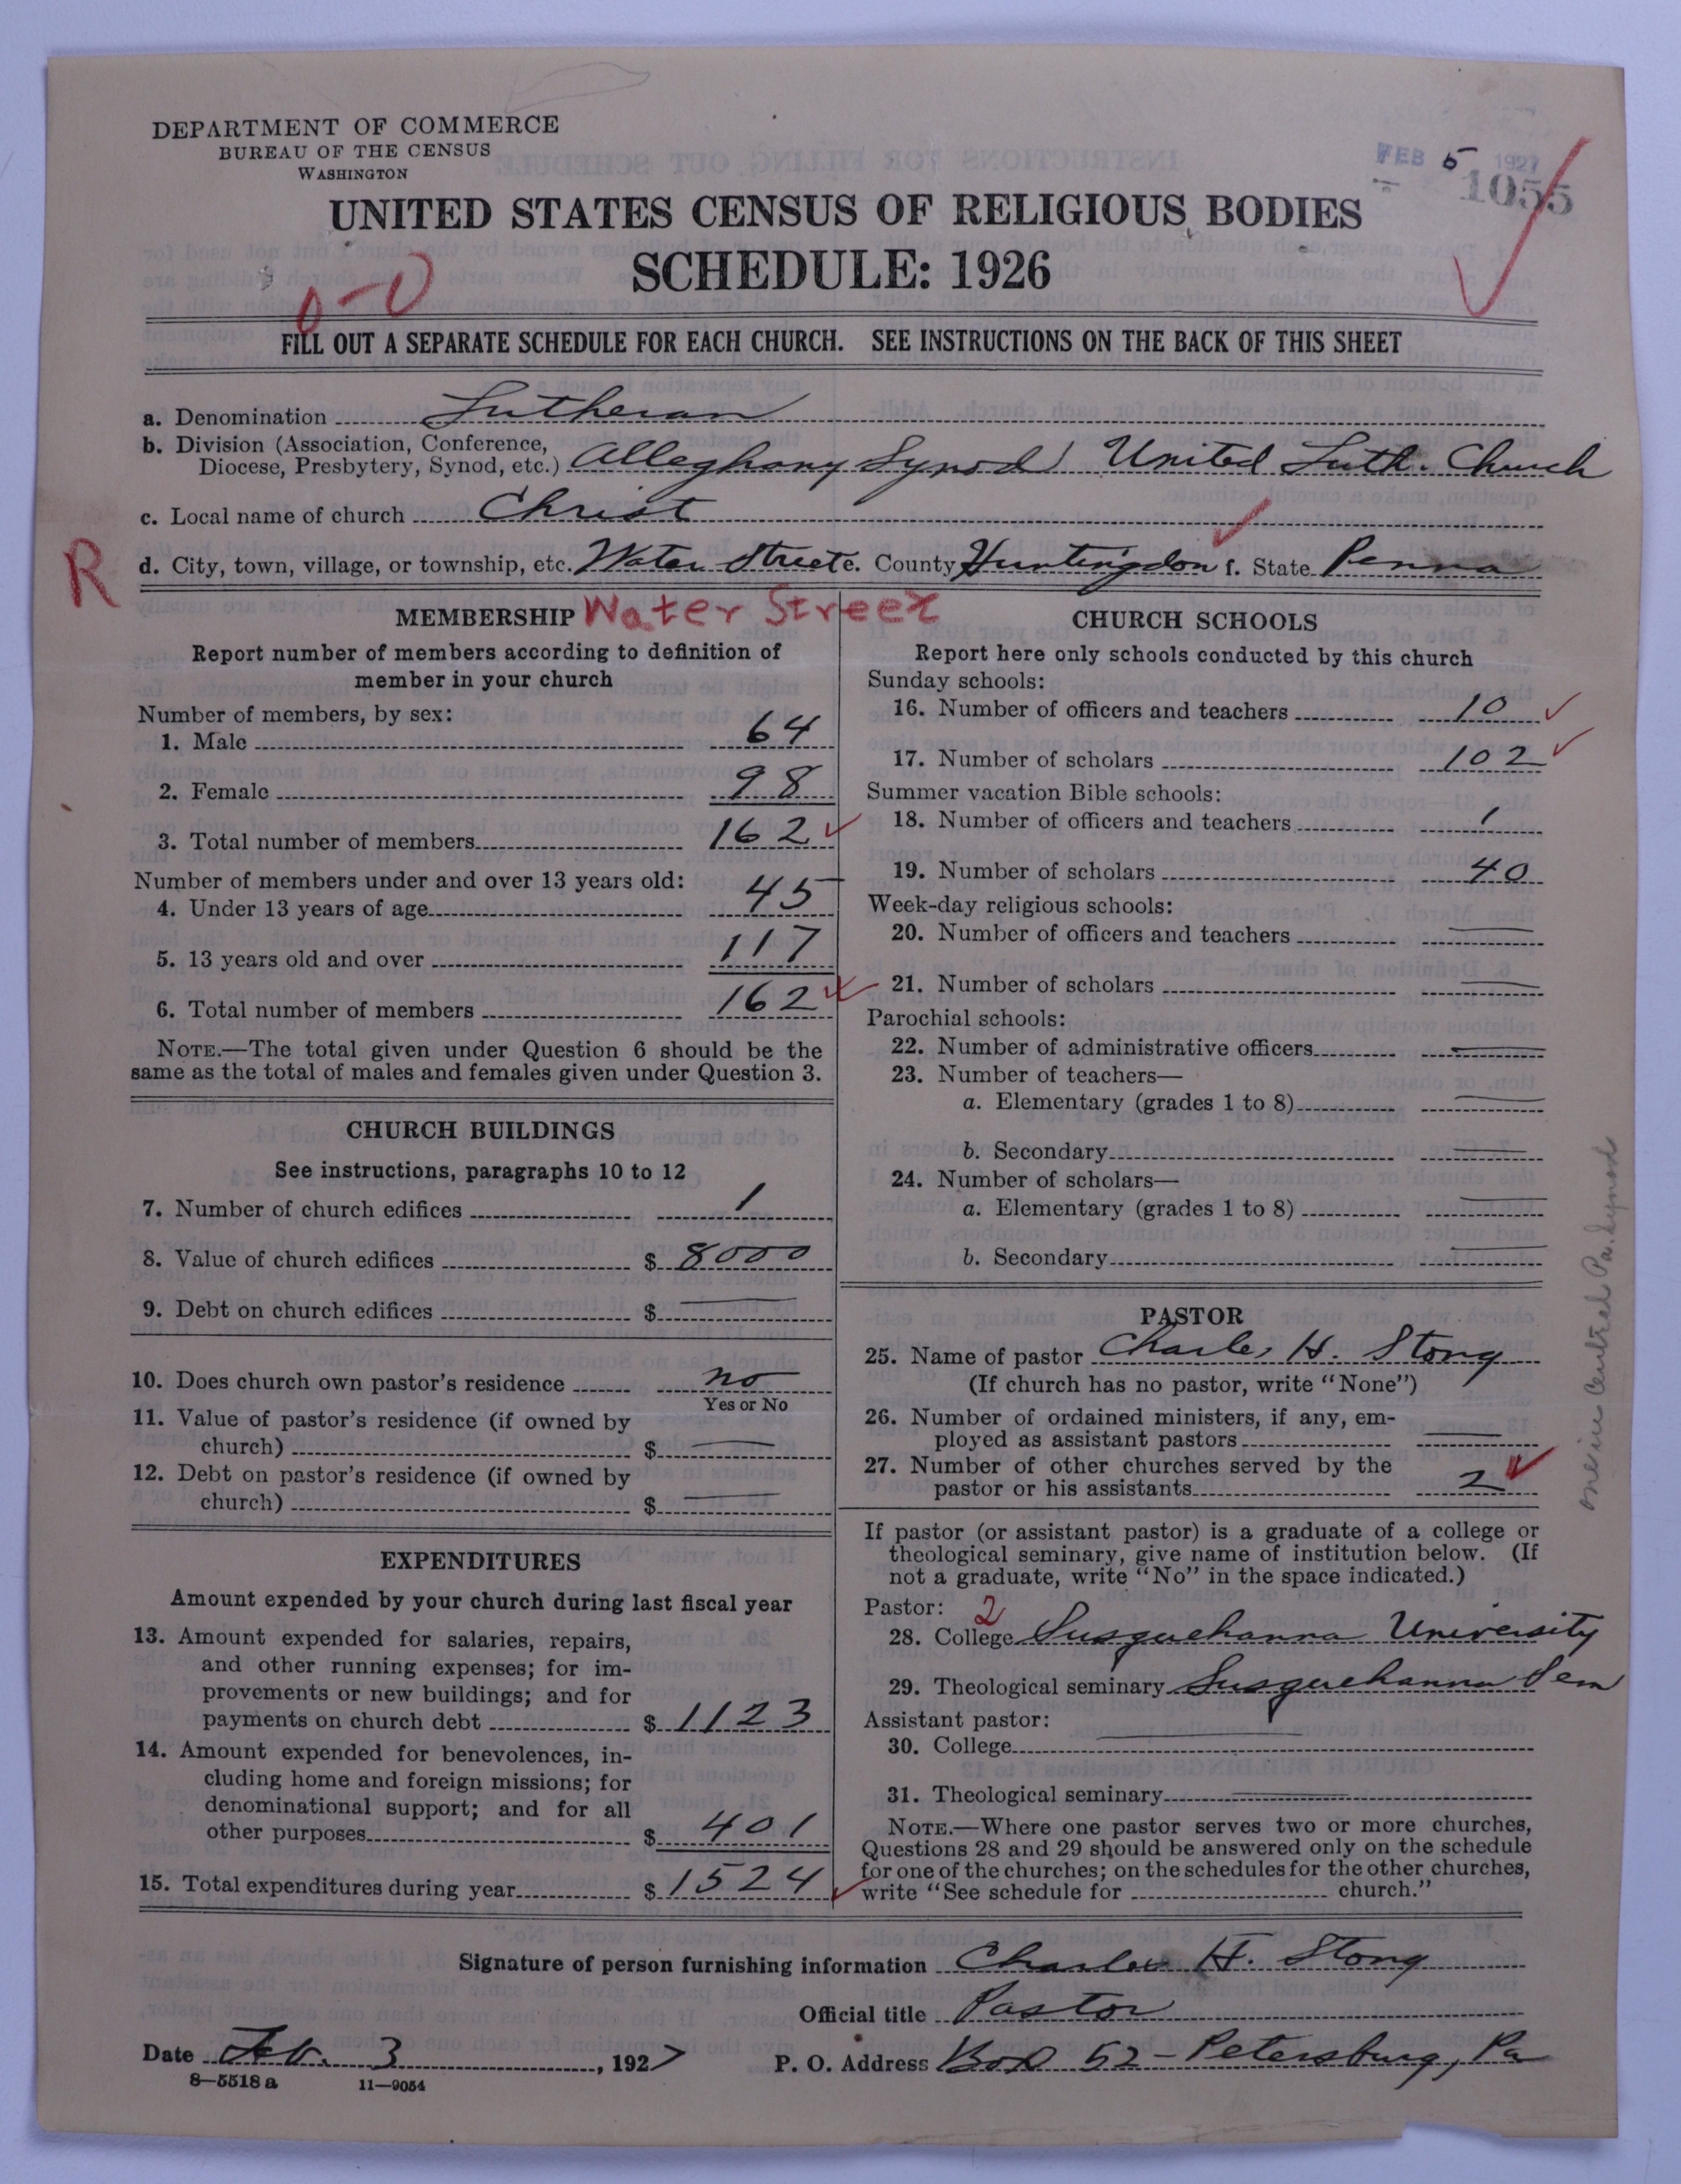 DEPARTMENT OF COMMERCE
BUREAU OF THE CENSUS
WASHINGTON
FEB 5 1927
1055
UNITED STATES CENSUS OF RELIGIOUS BODIES
SCHEDULE: 1926
0-0
FILL OUT A SEPARATE SCHEDULE FOR EACH CHURCH. SEE INSTRUCTIONS ON THE BACK OF THIS SHEET
a. Denomination Lutheran
b. Division (Association, Conference,
Diocese, Presbytery, Synod, etc.) Alleghany Synod United Luth. Church
c. Local name of church Christ
R
d. City, town, village, or township, etc. Water Street e. County Huntingdon f. State Penna
Water Street
MEMBERSHIP
Report number of members according to definition of
member in your church
Number of members, by sex:
1. Male 64
2. Female 98
3. Total number of members 162
Number of members under and over 13 years old:
4. Under 13 years of age 45
5. 13 years old and over 117
6. Total number of members 162
NOTE.—The total given under Question 6 should be the
same as the total of males and females given under Question 3.
CHURCH BUILDINGS
See instructions, paragraphs 10 to 12
7. Number of church edifices 1
8. Value of church edifices $ 8000
9. Debt on church edifices $ —
10. Does church own pastor's residence no
Yes or No
11. Value of pastor's residence (if owned by
church) $ —
12. Debt on pastor's residence (if owned by
church) $ —
EXPENDITURES
Amount expended by your church during last fiscal year
13. Amount expended for salaries, repairs,
and other running expenses; for im-
provements or new buildings; and for
payments on church debt $ 1123
14. Amount expended for benevolences, in-
cluding home and foreign missions; for
denominational support; and for all
other purposes $ 401
15. Total expenditures during year $ 1524
CHURCH SCHOOLS
Report here only schools conducted by this church
Sunday schools:
16. Number of officers and teachers 10
17. Number of scholars 102
Summer vacation Bible schools:
18. Number of officers and teachers 1
19. Number of scholars 40
Week-day religious schools:
20. Number of officers and teachers —
21. Number of scholars —
Parochial schools:
22. Number of administrative officers —
23. Number of teachers—
a. Elementary (grades 1 to 8) —
b. Secondary —
24. Number of scholars—
a. Elementary (grades 1 to 8) —
b. Secondary —
PASTOR
25. Name of pastor Charles H. Stong
(If church has no pastor, write "None")
26. Number of ordained ministers, if any, em-
ployed as assistant pastors —
27. Number of other churches served by the
pastor or his assistants 2
one in Central Pa. Synod
If pastor (or assistant pastor) is a graduate of a college or
theological seminary, give name of institution below. (If
not a graduate, write "No" in the space indicated.)
Pastor: 2
28. College Susquehanna University
29. Theological seminary Susquehanna Sem
Assistant pastor:
30. College —
31. Theological seminary —
NOTE.—Where one pastor serves two or more churches,
Questions 28 and 29 should be answered only on the schedule
for one of the churches; on the schedules for the other churches,
write "See schedule for church."
Signature of person furnishing information Charles H. Stong
Official title Pastor
Date Feb. 3, 1927
P. O. Address Box 52 - Petersburg, Pa
8—5518 a 11—9054